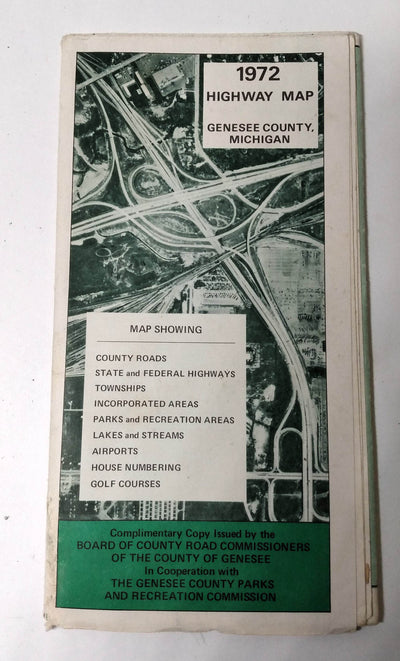 1972
HIGHWAY MAP
GENESEE COUNTY,
MICHIGAN
MAP SHOWING
COUNTY ROADS
STATE and FEDERAL HIGHWAYS
TOWNSHIPS
INCORPORATED AREAS
PARKS and RECREATION AREAS
LAKES and STREAMS
AIRPORTS
HOUSE NUMBERING
GOLF COURSES
Complimentary Copy Issued by the
BOARD OF COUNTY ROAD COMMISSIONERS
OF THE COUNTY OF GENESEE
In Cooperation with
THE GENESEE COUNTY PARKS
AND RECREATION COMMISSION